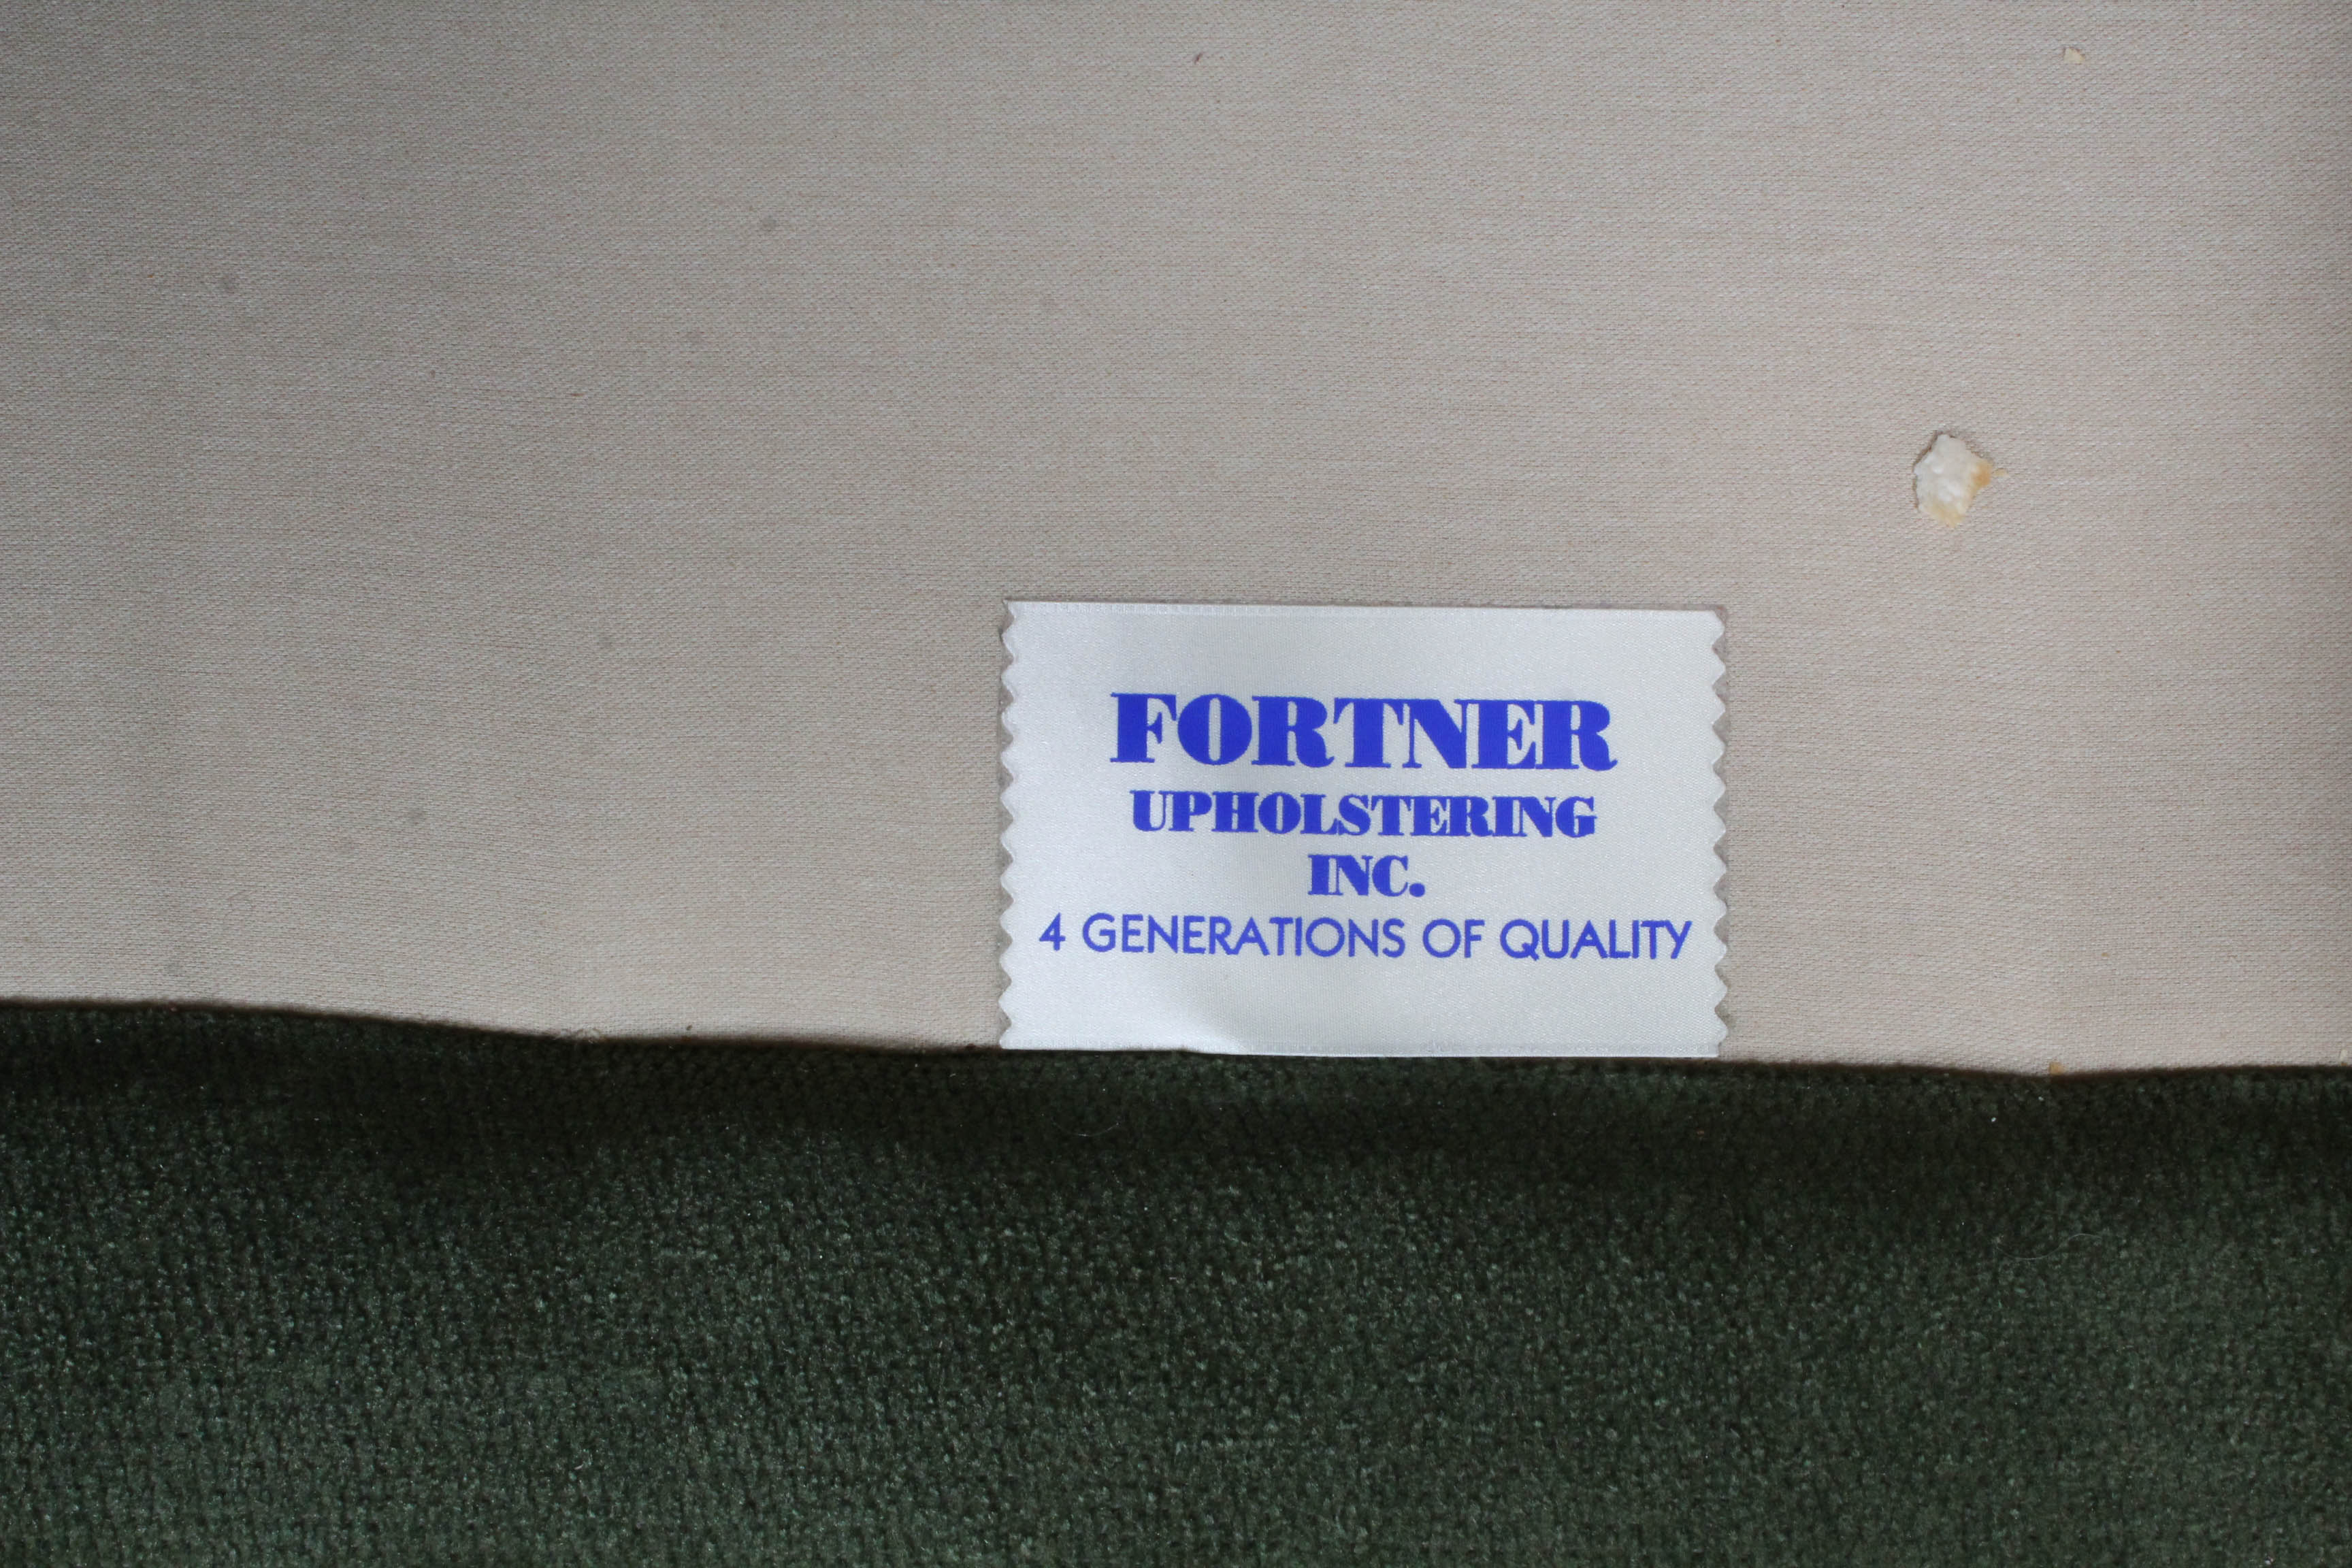 FORTNER
UPHOLSTERING
INC.
4 GENERATIONS OF QUALITY